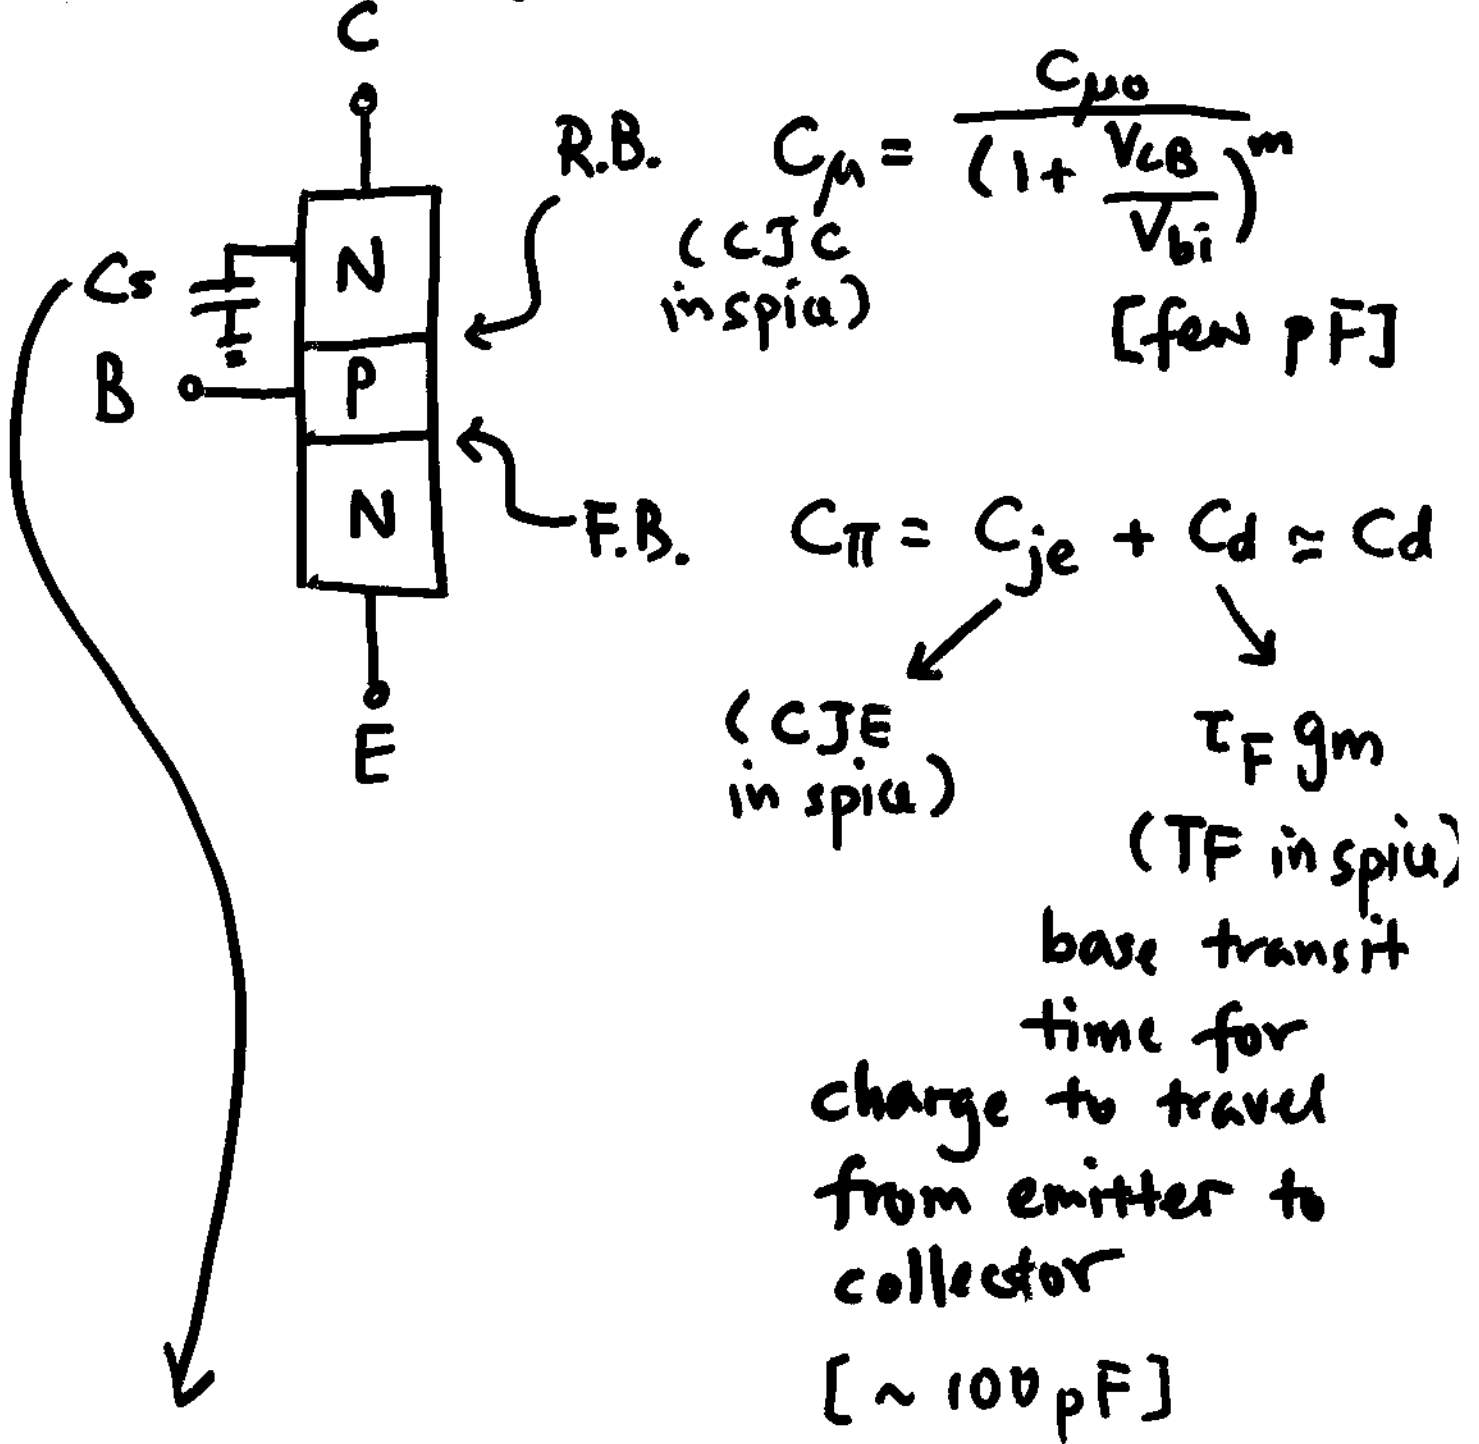 C
R.B.
Cμ = Cμo / (1 + VCB / Vbi)^m
(CJC
in spice)
[few pF]
N
Cs
B
P
N
F.B.
Cπ = Cje + Cd ≃ Cd
E
(CJE
in spice)
τF gm
(TF in spice)
base transit
time for
charge to travel
from emitter to
collector
[~ 100 pF]